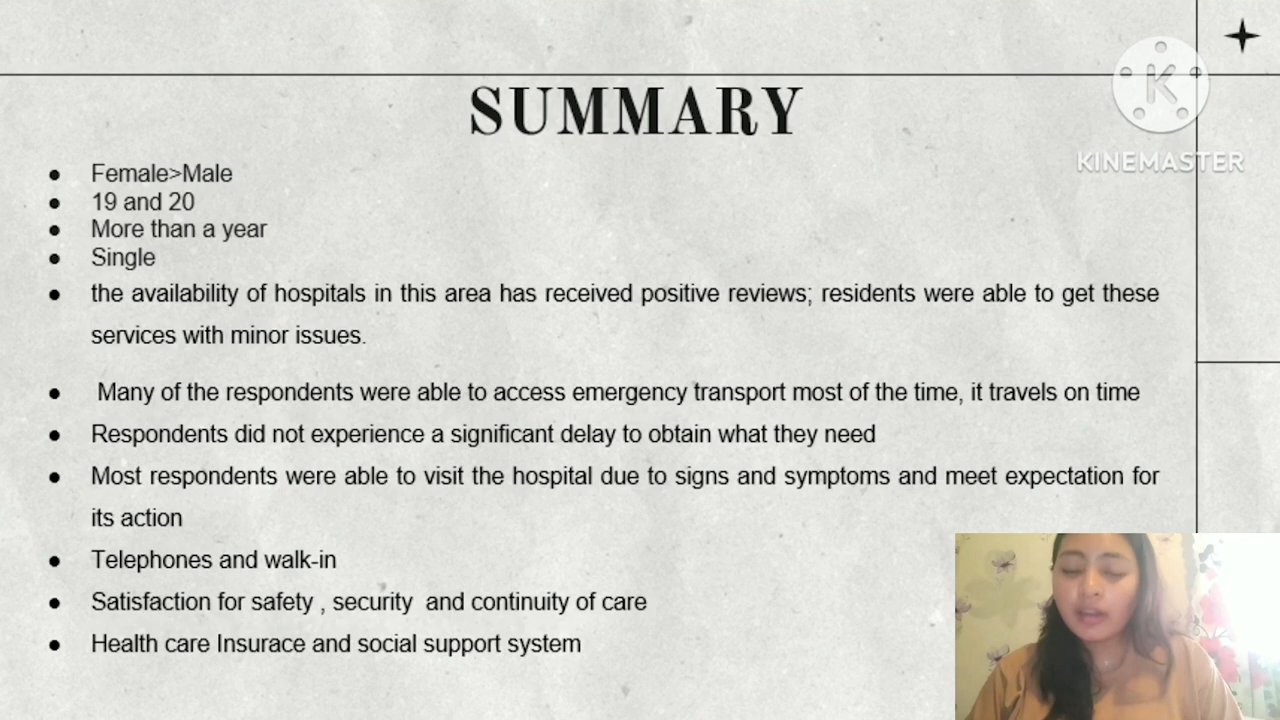 SUMMARY
K
KINEMASTER
● Female>Male
● 19 and 20
● More than a year
● Single
● the availability of hospitals in this area has received positive reviews; residents were able to get these
services with minor issues.
● Many of the respondents were able to access emergency transport most of the time, it travels on time
● Respondents did not experience a significant delay to obtain what they need
● Most respondents were able to visit the hospital due to signs and symptoms and meet expectation for
its action
● Telephones and walk-in
● Satisfaction for safety , security and continuity of care
● Health care Insurace and social support system